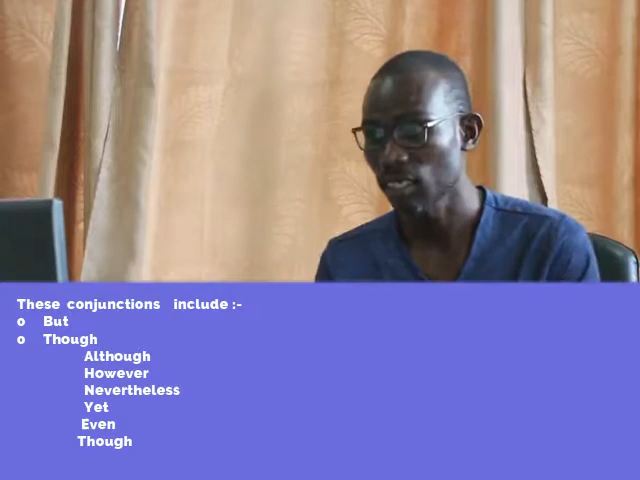 These conjunctions include :-
o But
o Though
Although
However
Nevertheless
Yet
Even
Though